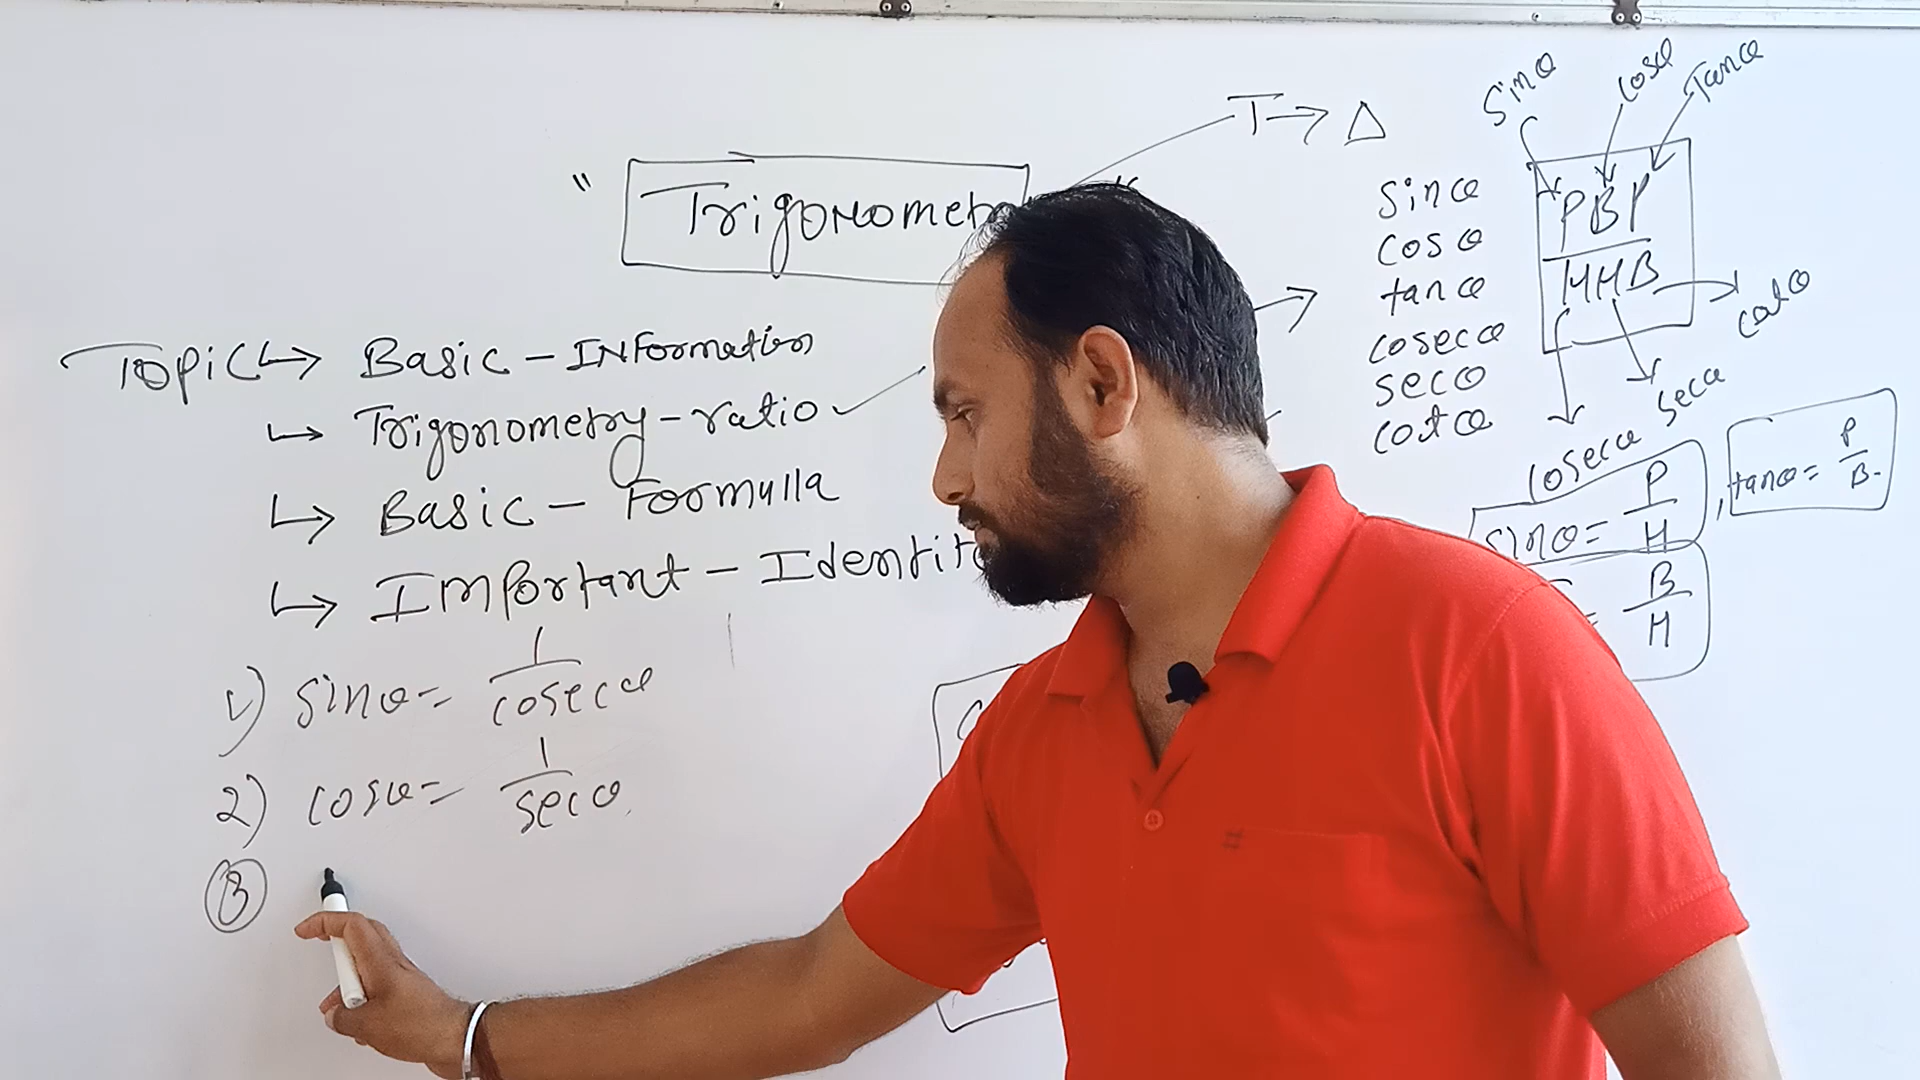 " Trigonometry "
T → Δ
Topic ↳ Basic - INformation
↳ Trigonometry - ratio
↳ Basic - Formulla
↳ Important - Identit
1) sinθ = 1/cosecθ
2) cosθ = 1/secθ
③
sinθ
cosθ
tanθ
cosecθ
secθ
cotθ
sinθ cosθ Tanθ
PBP
HHB
cosecθ secθ cotθ
sinθ = P/H , tanθ = P/B.
= B/H